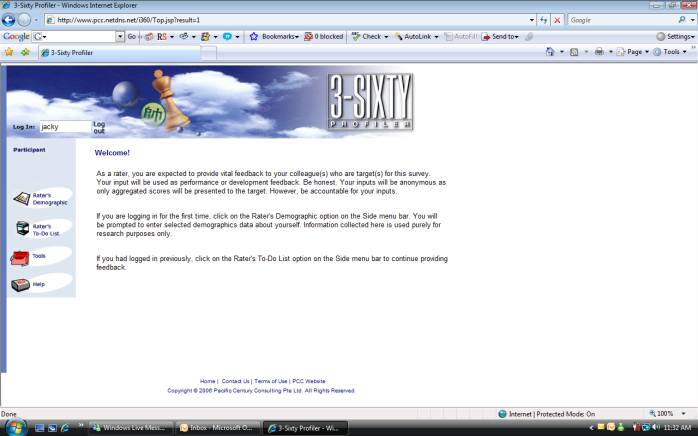 3-Sixty Profiler - Windows Internet Explorer
http://www.pcc.netdns.net/i360/Top.jsp?result=1
Google
Google G Go RS Bookmarks 0 blocked Check AutoLink AutoFill Send to Settings
3-Sixty Profiler Page Tools
3-SIXTY
PROFILER
帥
Log In: jacky Log out
Participant
Welcome!
As a rater, you are expected to provide vital feedback to your colleague(s) who are target(s) for this survey.
Your input will be used as performance or development feedback. Be honest. Your inputs will be anonymous as
only aggregated scores will be presented to the target. However, be accountable for your inputs.
Rater's
Demographic
If you are logging in for the first time, click on the Rater's Demographic option on the Side menu bar. You will
be prompted to enter selected demographics data about yourself. Information collected here is used purely for
research purposes only.
Rater's
To-Do List
Tools
If you had logged in previously, click on the Rater's To-Do List option on the Side menu bar to continue providing
feedback.
Help
Home | Contact Us | Terms of Use | PCC Website
Copyright © 2006 Pacific Century Consulting Pte Ltd. All Rights Reserved.
Done Internet | Protected Mode: On 100%
Windows Live Mess... Inbox - Microsoft O... 3-Sixty Profiler - Wi... 11:32 AM